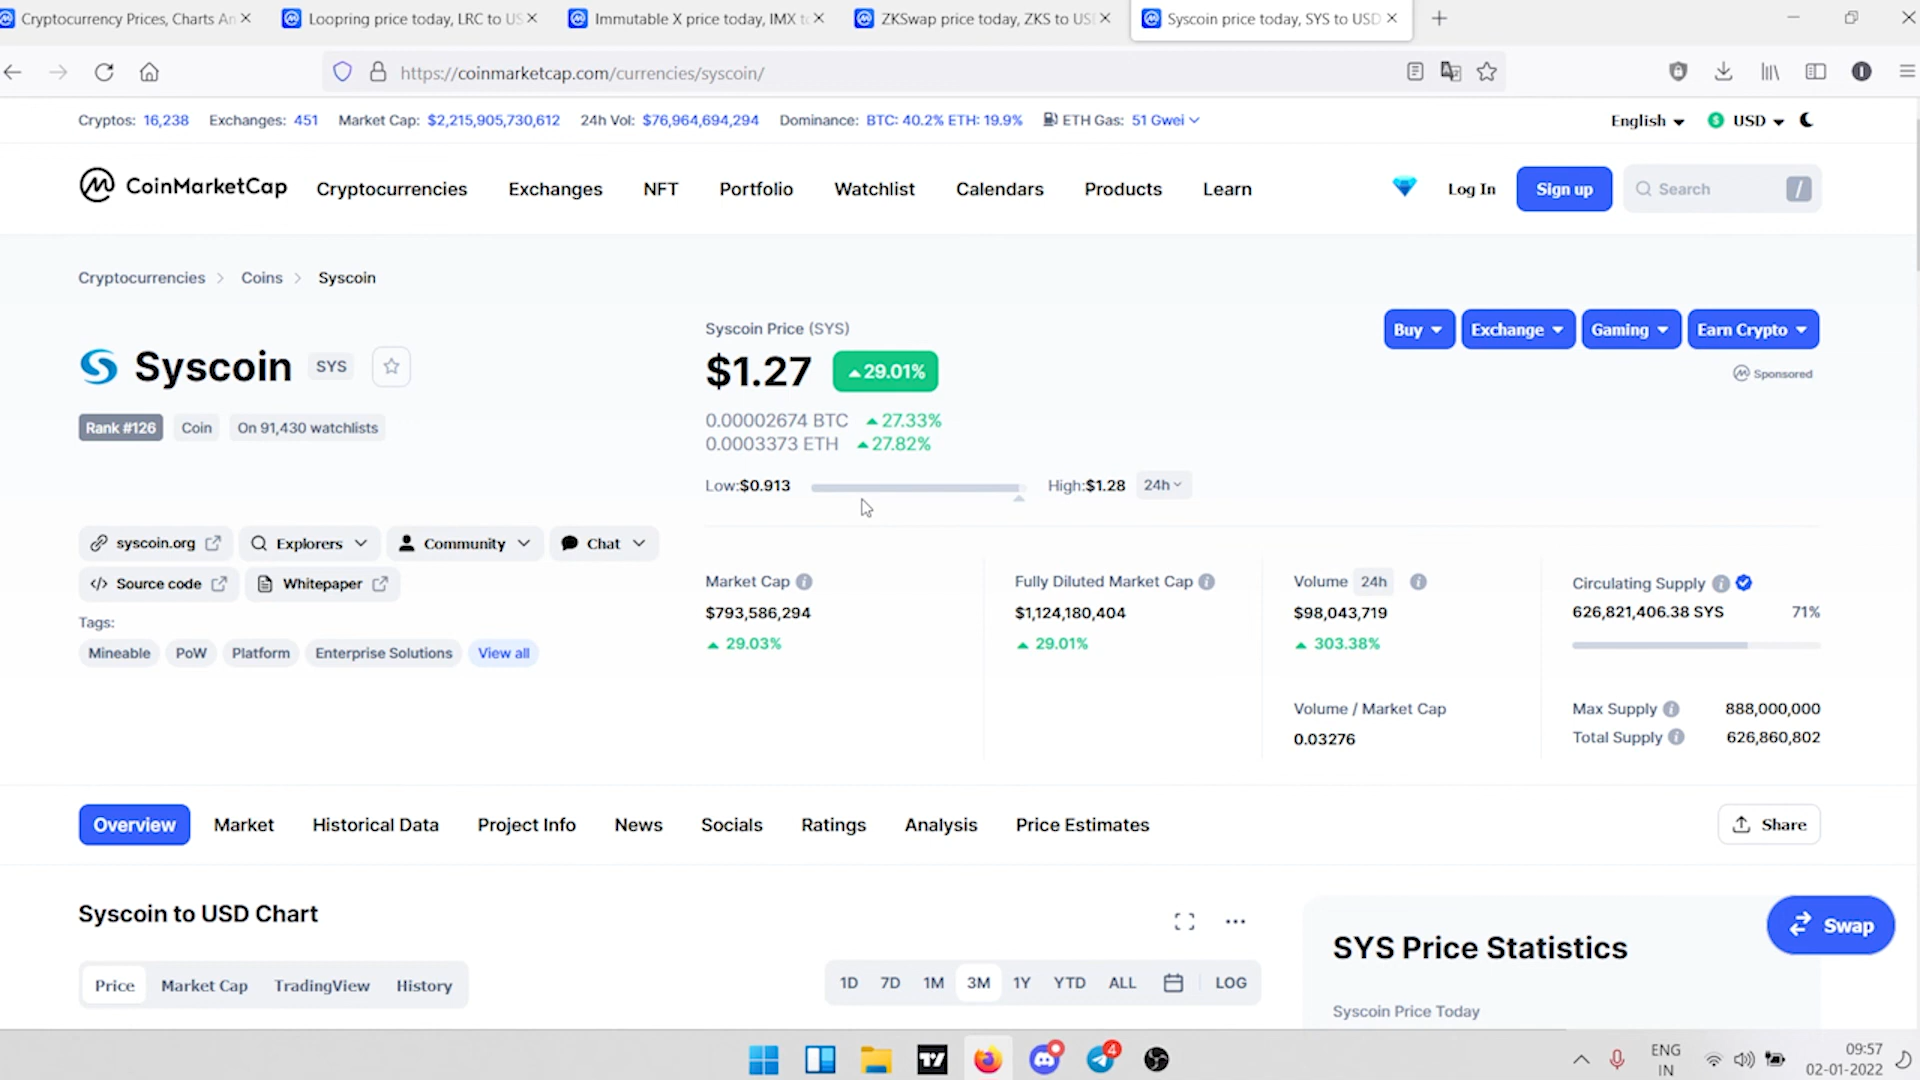 Cryptocurrency Prices, Charts An
Loopring price today, LRC to US
Immutable X price today, IMX to
ZKSwap price today, ZKS to USD
Syscoin price today, SYS to USD
https://coinmarketcap.com/currencies/syscoin/
Cryptos: 16,238 Exchanges: 451 Market Cap: $2,215,905,730,612 24h Vol: $76,964,694,294 Dominance: BTC: 40.2% ETH: 19.9% ETH Gas: 51 Gwei
English USD
CoinMarketCap Cryptocurrencies Exchanges NFT Portfolio Watchlist Calendars Products Learn Log In Sign up Search /
Cryptocurrencies Coins Syscoin
Syscoin SYS
Rank #126 Coin On 91,430 watchlists
Syscoin Price (SYS)
$1.27 29.01%
0.00002674 BTC 27.33%
0.0003373 ETH 27.82%
Low:$0.913 High:$1.28 24h
Buy Exchange Gaming Earn Crypto
Sponsored
syscoin.org Explorers Community Chat
Source code Whitepaper
Tags:
Mineable PoW Platform Enterprise Solutions View all
Market Cap
$793,586,294
29.03%
Fully Diluted Market Cap
$1,124,180,404
29.01%
Volume 24h
$98,043,719
303.38%
Volume / Market Cap
0.03276
Circulating Supply
626,821,406.38 SYS 71%
Max Supply 888,000,000
Total Supply 626,860,802
Overview Market Historical Data Project Info News Socials Ratings Analysis Price Estimates Share
Syscoin to USD Chart
Price Market Cap TradingView History
1D 7D 1M 3M 1Y YTD ALL LOG
SYS Price Statistics
Syscoin Price Today
Swap
4
ENG
IN
09:57
02-01-2022